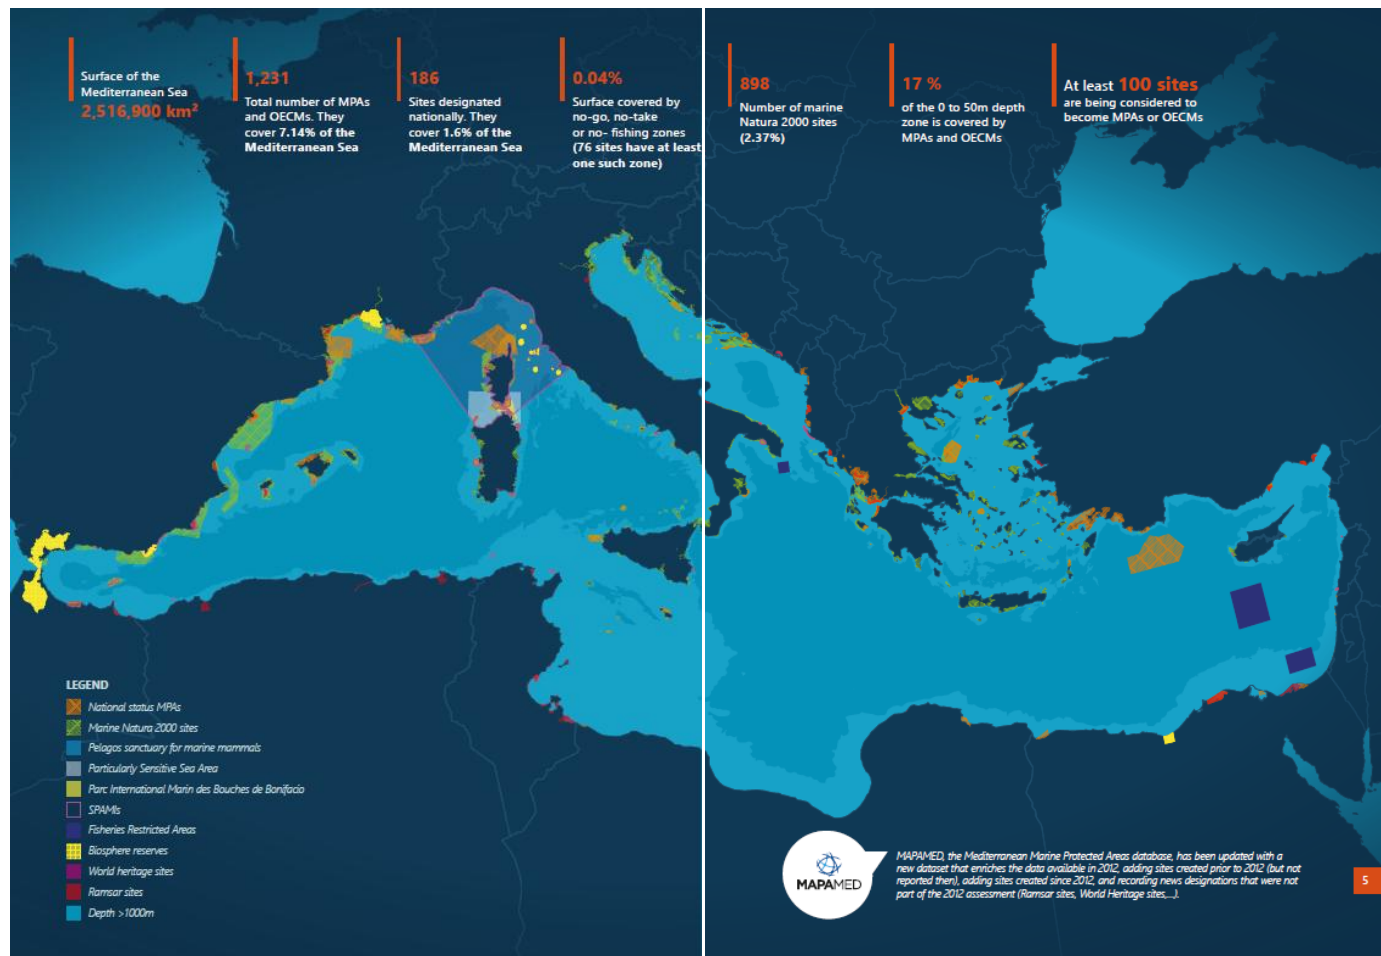 Surface of the
Mediterranean Sea
2,516,900 km²
1,231
Total number of MPAs
and OECMs. They
cover 7.14% of the
Mediterranean Sea
186
Sites designated
nationally. They
cover 1.6% of the
Mediterranean Sea
0.04%
Surface covered by
no-go, no-take
or no- fishing zones
(76 sites have at least
one such zone)
898
Number of marine
Natura 2000 sites
(2.37%)
17 %
of the 0 to 50m depth
zone is covered by
MPAs and OECMs
At least 100 sites
are being considered to
become MPAs or OECMs
LEGEND
National status MPAs
Marine Natura 2000 sites
Pelagos sanctuary for marine mammals
Particularly Sensitive Sea Area
Parc International Marin des Bouches de Bonifacio
SPAMIs
Fisheries Restricted Areas
Biosphere reserves
World heritage sites
Ramsar sites
Depth >1000m
MAPAMED
MAPAMED, the Mediterranean Marine Protected Areas database, has been updated with a
new dataset that enriches the data available in 2012, adding sites created prior to 2012 (but not
reported then), adding sites created since 2012, and recording news designations that were not
part of the 2012 assessment (Ramsar sites, World Heritage sites,...).
5